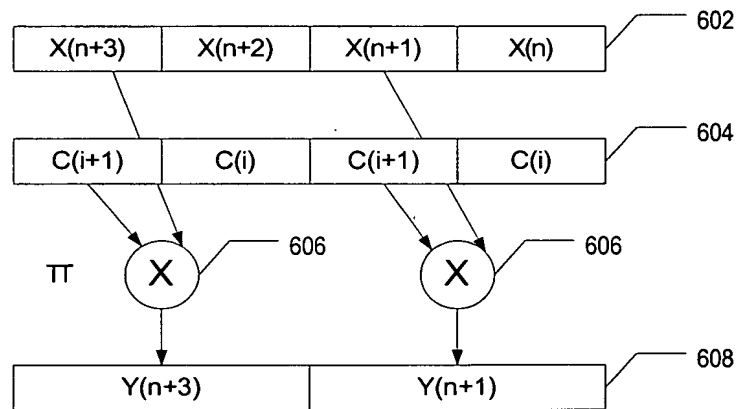 X(n+3) X(n+2) X(n+1) X(n) 602
C(i+1) C(i) C(i+1) C(i) 604
π X 606 X 606
Y(n+3) Y(n+1) 608